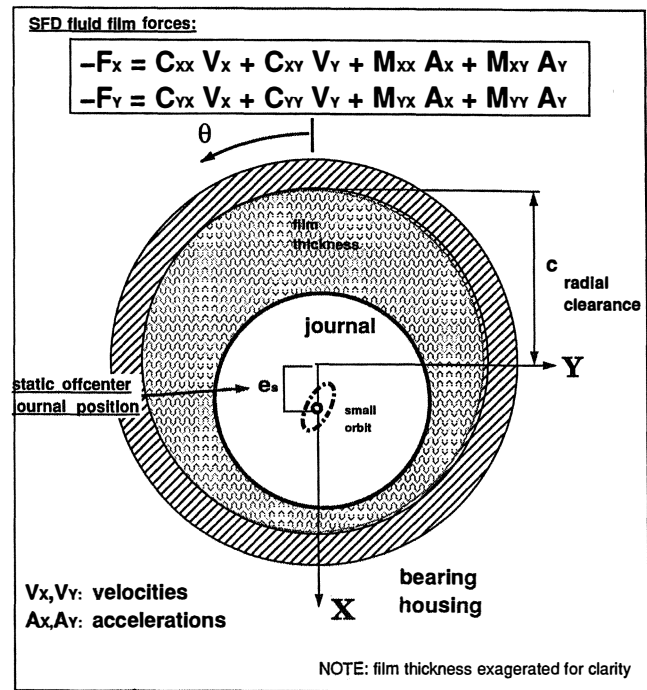 SFD fluid film forces:
−Fx = Cxx Vx + Cxy Vy + Mxx Ax + Mxy Ay
−Fy = Cyx Vx + Cyy Vy + Myx Ax + Myy Ay
θ
film
thickness
c
radial
clearance
journal
Y
static offcenter
journal position
es
small
orbit
bearing
housing
X
Vx,Vy: velocities
Ax,Ay: accelerations
NOTE: film thickness exagerated for clarity